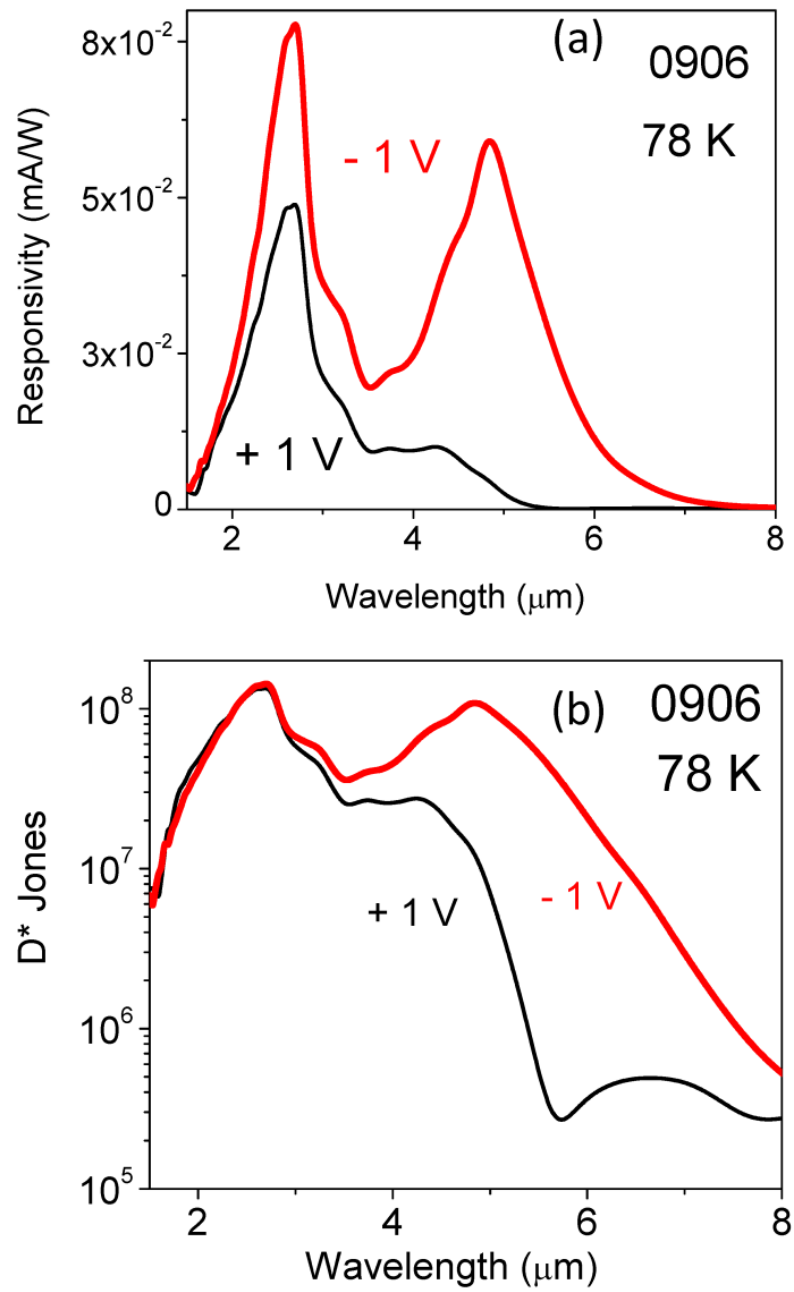 (a)
0906
78 K
- 1 V
+ 1 V
8x10⁻²
5x10⁻²
3x10⁻²
0
Responsivity (mA/W)
2 4 6 8
Wavelength (μm)
(b)
0906
78 K
+ 1 V
- 1 V
10⁸
10⁷
10⁶
10⁵
D* Jones
2 4 6 8
Wavelength (μm)